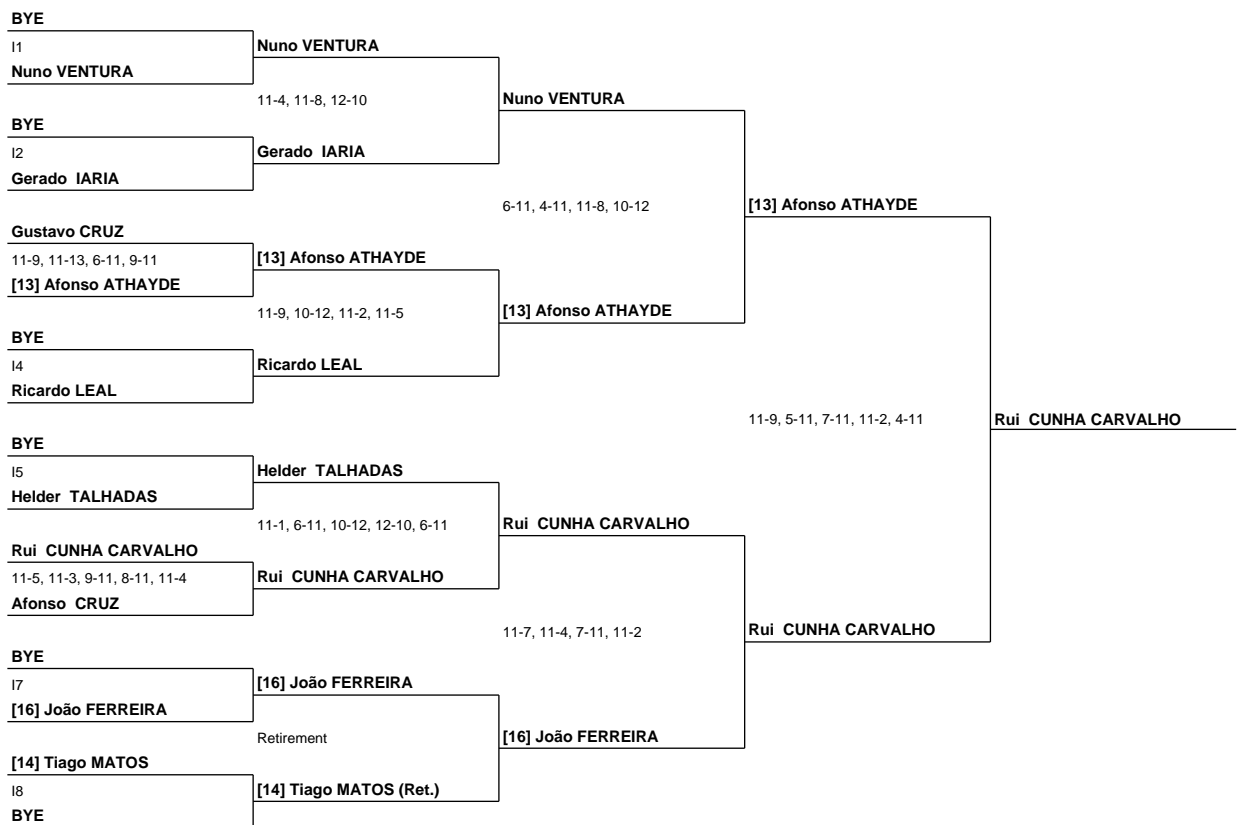 BYE
I1
Nuno VENTURA
Nuno VENTURA
11-4, 11-8, 12-10
Nuno VENTURA
BYE
I2
Gerado IARIA
Gerado IARIA
6-11, 4-11, 11-8, 10-12
[13] Afonso ATHAYDE
Gustavo CRUZ
11-9, 11-13, 6-11, 9-11
[13] Afonso ATHAYDE
[13] Afonso ATHAYDE
11-9, 10-12, 11-2, 11-5
[13] Afonso ATHAYDE
BYE
I4
Ricardo LEAL
Ricardo LEAL
11-9, 5-11, 7-11, 11-2, 4-11
Rui CUNHA CARVALHO
BYE
I5
Helder TALHADAS
Helder TALHADAS
11-1, 6-11, 10-12, 12-10, 6-11
Rui CUNHA CARVALHO
Rui CUNHA CARVALHO
11-5, 11-3, 9-11, 8-11, 11-4
Afonso CRUZ
Rui CUNHA CARVALHO
11-7, 11-4, 7-11, 11-2
Rui CUNHA CARVALHO
BYE
I7
[16] João FERREIRA
[16] João FERREIRA
Retirement
[16] João FERREIRA
[14] Tiago MATOS
I8
BYE
[14] Tiago MATOS (Ret.)